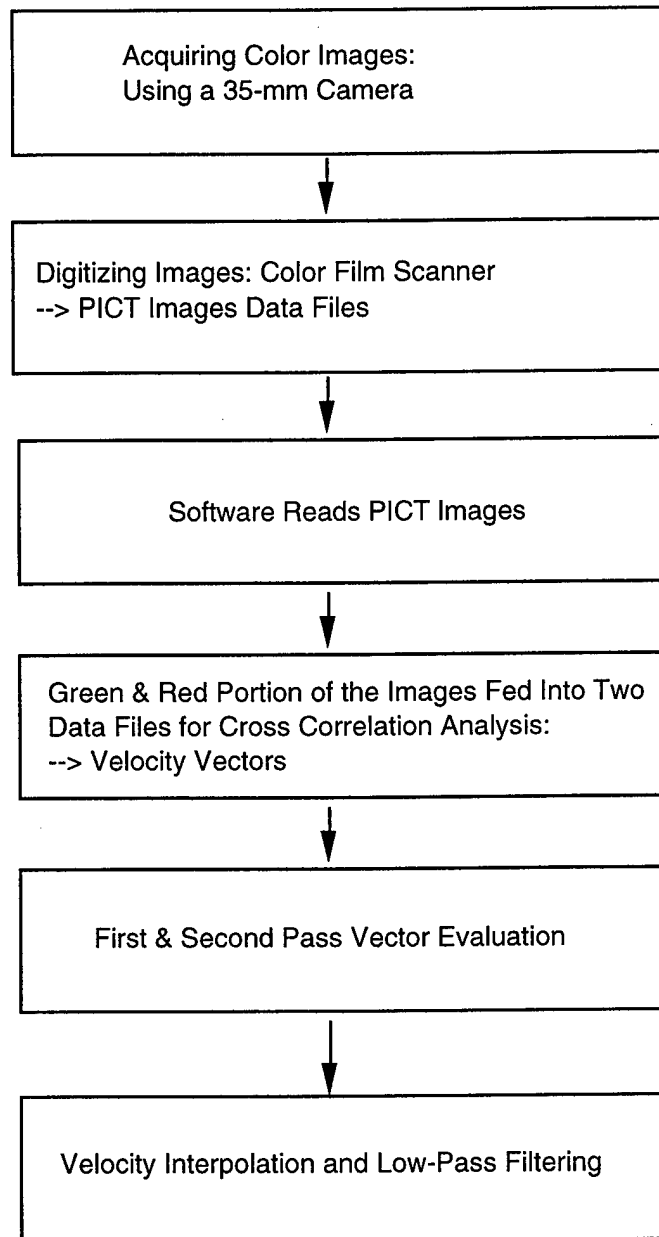 Acquiring Color Images:
Using a 35-mm Camera
Digitizing Images: Color Film Scanner
--> PICT Images Data Files
Software Reads PICT Images
Green & Red Portion of the Images Fed Into Two
Data Files for Cross Correlation Analysis:
--> Velocity Vectors
First & Second Pass Vector Evaluation
Velocity Interpolation and Low-Pass Filtering